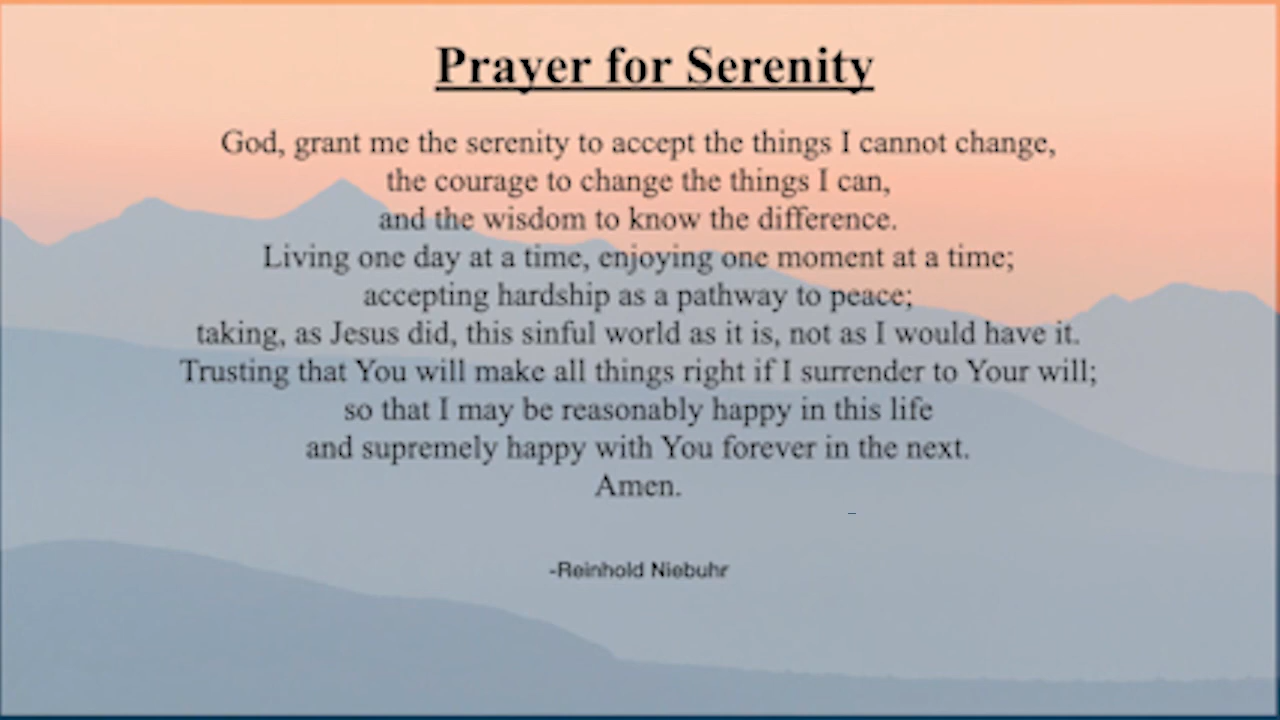 Prayer for Serenity
God, grant me the serenity to accept the things I cannot change,
the courage to change the things I can,
and the wisdom to know the difference.
Living one day at a time, enjoying one moment at a time;
accepting hardship as a pathway to peace;
taking, as Jesus did, this sinful world as it is, not as I would have it.
Trusting that You will make all things right if I surrender to Your will;
so that I may be reasonably happy in this life
and supremely happy with You forever in the next.
Amen.
-Reinhold Niebuhr